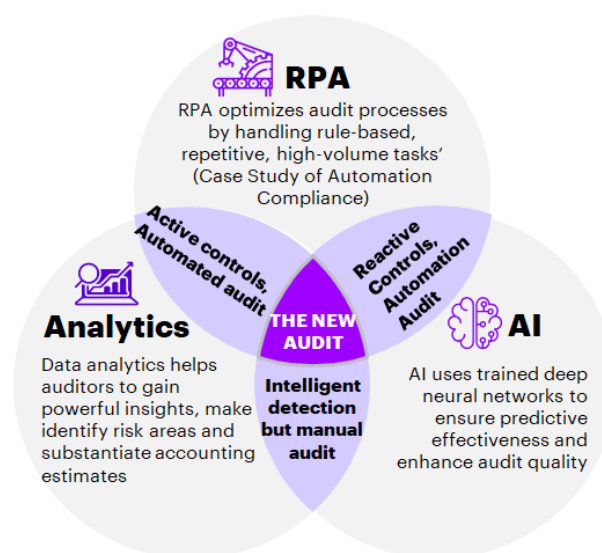 RPA
RPA optimizes audit processes
by handling rule-based,
repetitive, high-volume tasks’
(Case Study of Automation
Compliance)
Active controls,
Automated audit
Reactive
Controls,
Automation
Audit
THE NEW
AUDIT
Analytics
Data analytics helps
auditors to gain
powerful insights, make
identify risk areas and
substantiate accounting
estimates
Intelligent
detection
but manual
audit
AI
AI uses trained deep
neural networks to
ensure predictive
effectiveness and
enhance audit quality